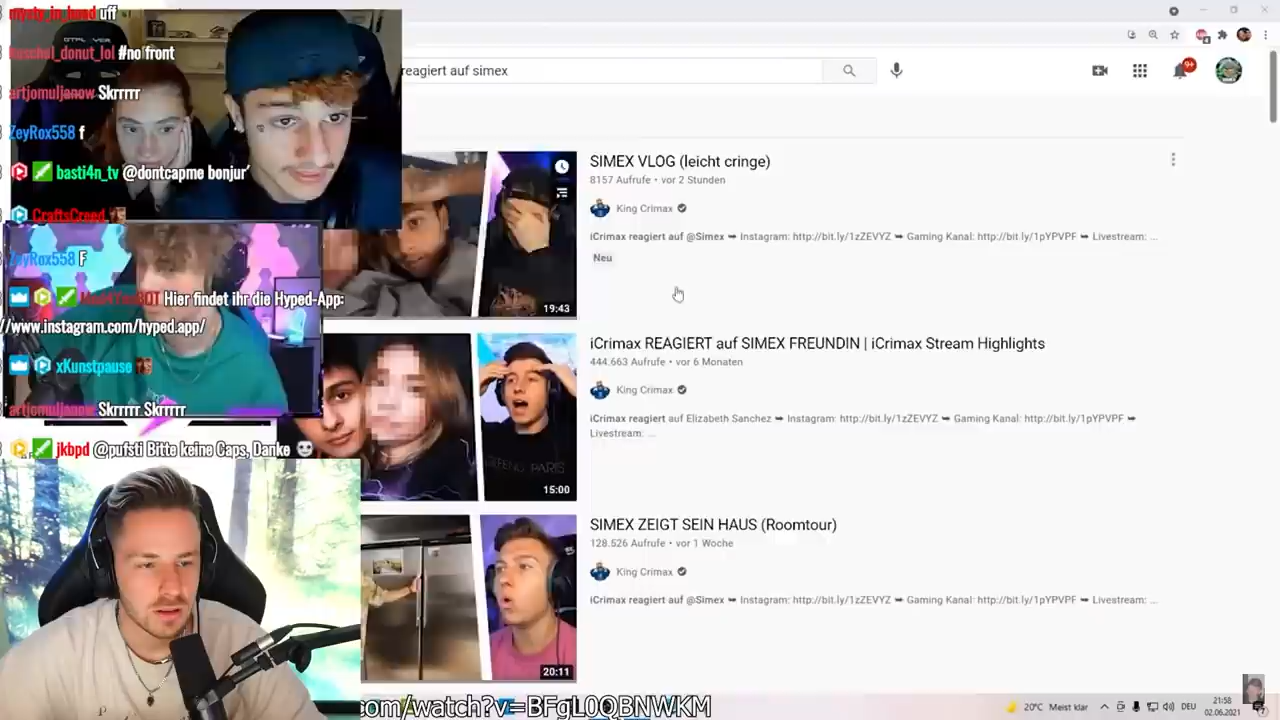 mysty_in_head uff
kuschul_donut_lol #no front
artjomuljanow Skrrrr
ZeyRox558 f
basti4n_tv @dontcapme bonjur´
CraftsCreed
ZeyRox558 F
Hier findet ihr die Hyped-App:
//www.instagram.com/hyped.app/
xKunstpause
artjomuljanow Skrrrrr Skrrrrr
jkbpd @pufsti Bitte keine Caps, Danke
reagiert auf simex
9+
SIMEX VLOG (leicht cringe)
8157 Aufrufe • vor 2 Stunden
King Crimax
iCrimax reagiert auf @Simex ➥ Instagram: http://bit.ly/1zZEVYZ ➥ Gaming Kanal: http://bit.ly/1pYPVPF ➥ Livestream: ...
Neu
19:43
iCrimax REAGIERT auf SIMEX FREUNDIN | iCrimax Stream Highlights
444.663 Aufrufe • vor 6 Monaten
King Crimax
iCrimax reagiert auf Elizabeth Sanchez ➥ Instagram: http://bit.ly/1zZEVYZ ➥ Gaming Kanal: http://bit.ly/1pYPVPF ➥
Livestream: ...
15:00
SIMEX ZEIGT SEIN HAUS (Roomtour)
128.526 Aufrufe • vor 1 Woche
King Crimax
iCrimax reagiert auf @Simex ➥ Instagram: http://bit.ly/1zZEVYZ ➥ Gaming Kanal: http://bit.ly/1pYPVPF ➥ Livestream: ...
20:11
com/watch?v=BFgL0QBNWKM
20°C Meist klar
DEU
21:58
02.06.2021